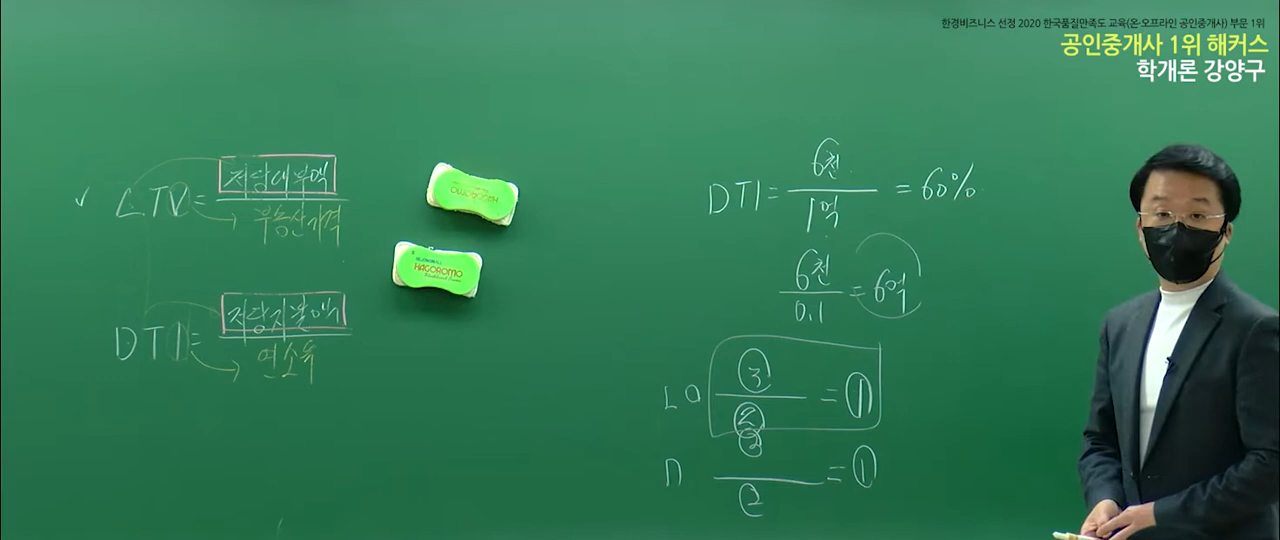 한경비즈니스 선정 2020 한국품질만족도 교육(온·오프라인 공인중개사) 부문 1위
공인중개사 1위 해커스
학개론 강양구
✓ LTV = 저당대부액
부동산가격
DTI = 저당지불액
연소득
HAGOROMO
HAGOROMO
DTI = 6천 / 1억 = 60%
6천 / 0.1 = 6억
③ / ② = ①
② = ①